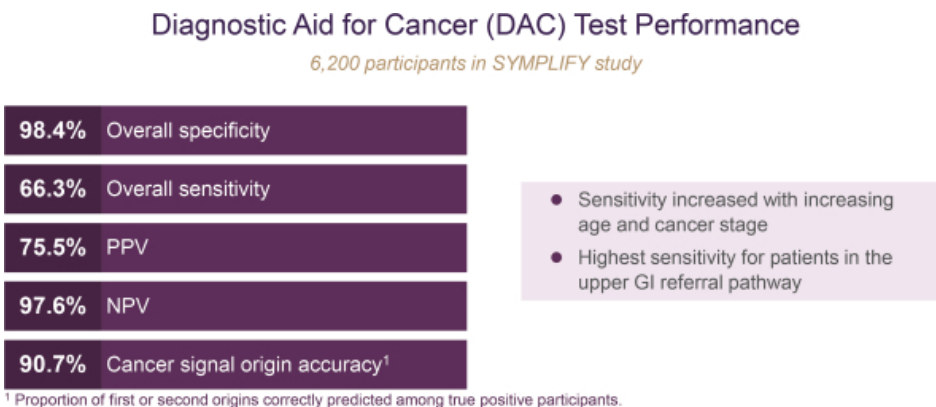 Diagnostic Aid for Cancer (DAC) Test Performance
6,200 participants in SYMPLIFY study
98.4% Overall specificity
66.3% Overall sensitivity
75.5% PPV
97.6% NPV
90.7% Cancer signal origin accuracy¹
• Sensitivity increased with increasing
age and cancer stage
• Highest sensitivity for patients in the
upper GI referral pathway
¹ Proportion of first or second origins correctly predicted among true positive participants.